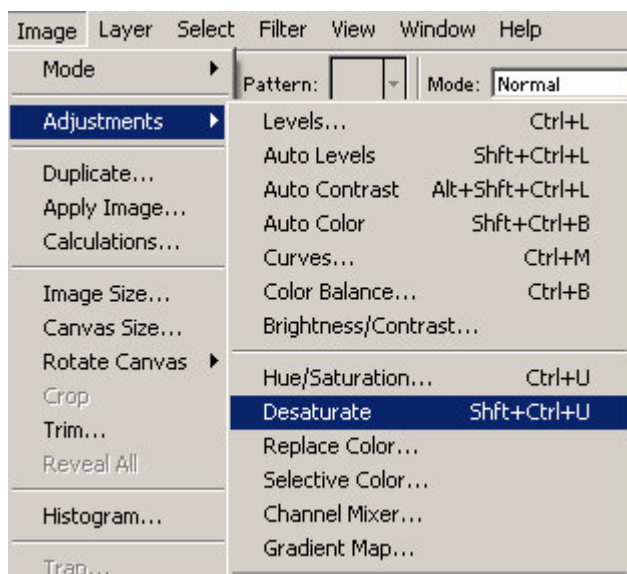 Image Layer Select Filter View Window Help
Mode
Pattern: Mode: Normal
Adjustments
Levels... Ctrl+L
Auto Levels Shft+Ctrl+L
Auto Contrast Alt+Shft+Ctrl+L
Auto Color Shft+Ctrl+B
Curves... Ctrl+M
Color Balance... Ctrl+B
Brightness/Contrast...
Hue/Saturation... Ctrl+U
Desaturate Shft+Ctrl+U
Replace Color...
Selective Color...
Channel Mixer...
Gradient Map...
Duplicate...
Apply Image...
Calculations...
Image Size...
Canvas Size...
Rotate Canvas
Crop
Trim...
Reveal All
Histogram...
Trap...